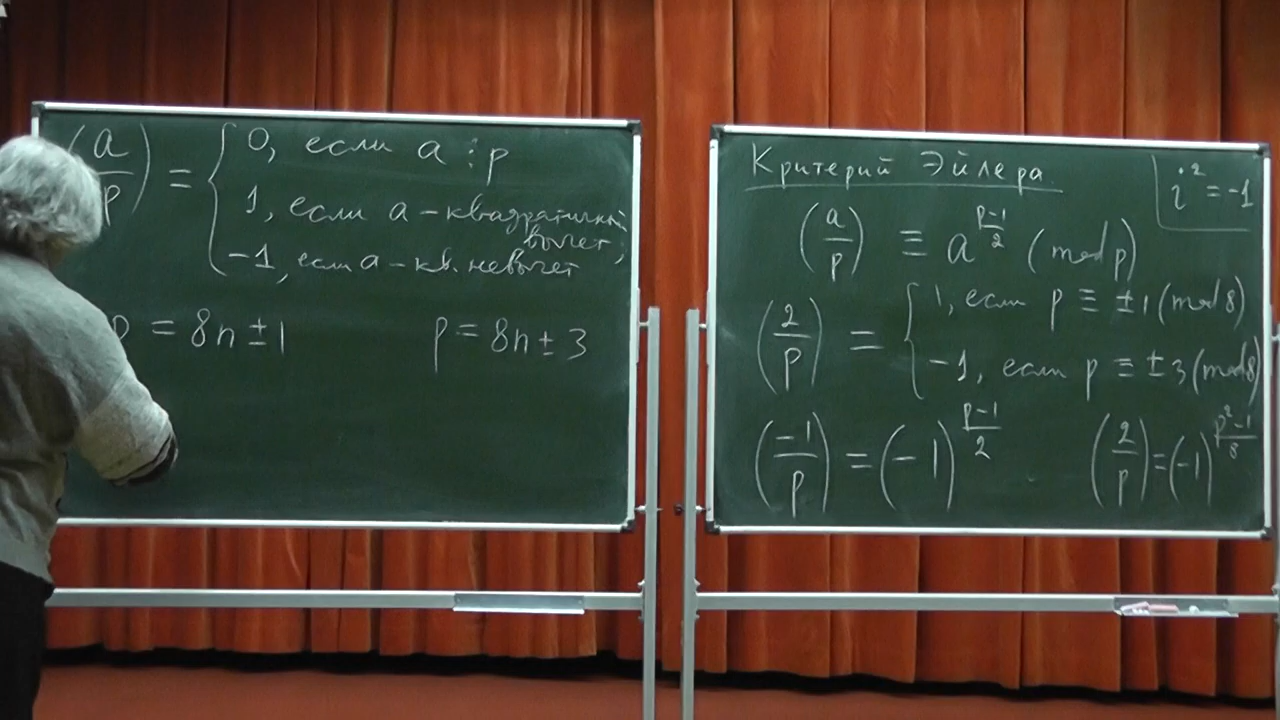 (a/p) = { 0, если a ⋮ p
1, если a – квадратичный
вычет;
–1, если a – кв. невычет
p = 8n ± 1 p = 8n ± 3
Критерий Эйлера. i² = –1
(a/p) ≡ a^((p–1)/2) (mod p)
(2/p) = { 1, если p ≡ ±1 (mod 8)
–1, если p ≡ ±3 (mod 8)
(–1/p) = (–1)^((p–1)/2) (2/p) = (–1)^((p²–1)/8)